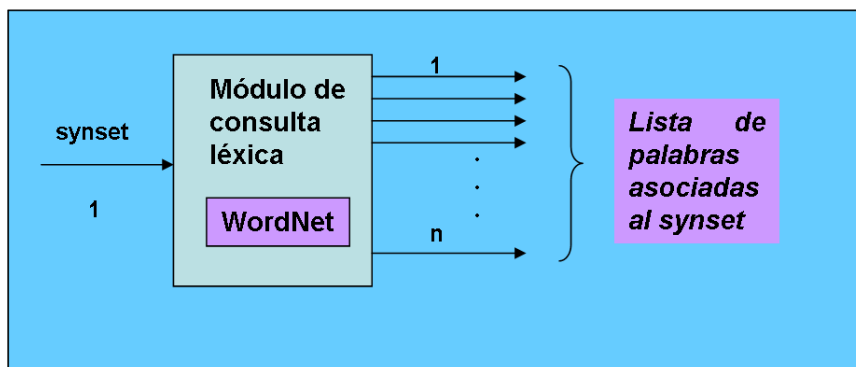 synset
1
Módulo de
consulta
léxica
WordNet
1
n
Lista de
palabras
asociadas
al synset